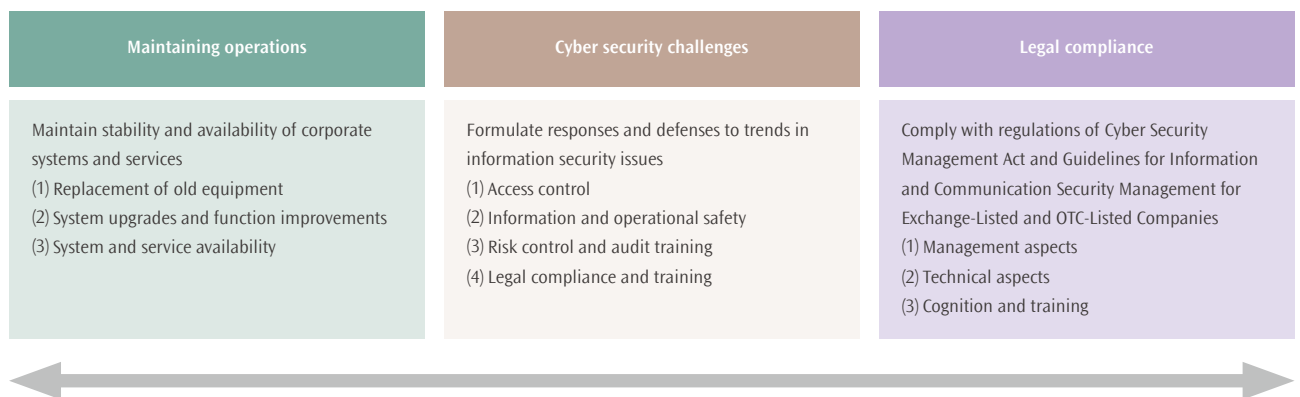 Maintaining operations
Maintain stability and availability of corporate
systems and services
(1) Replacement of old equipment
(2) System upgrades and function improvements
(3) System and service availability
Cyber security challenges
Formulate responses and defenses to trends in
information security issues
(1) Access control
(2) Information and operational safety
(3) Risk control and audit training
(4) Legal compliance and training
Legal compliance
Comply with regulations of Cyber Security
Management Act and Guidelines for Information
and Communication Security Management for
Exchange-Listed and OTC-Listed Companies
(1) Management aspects
(2) Technical aspects
(3) Cognition and training